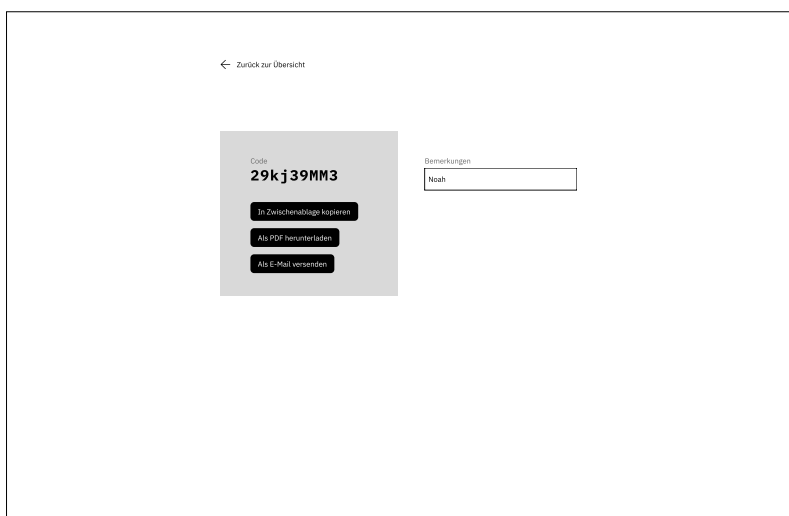 Zurück zur Übersicht
Code
29kj39MM3
In Zwischenablage kopieren
Als PDF herunterladen
Als E-Mail versenden
Bemerkungen
Noah